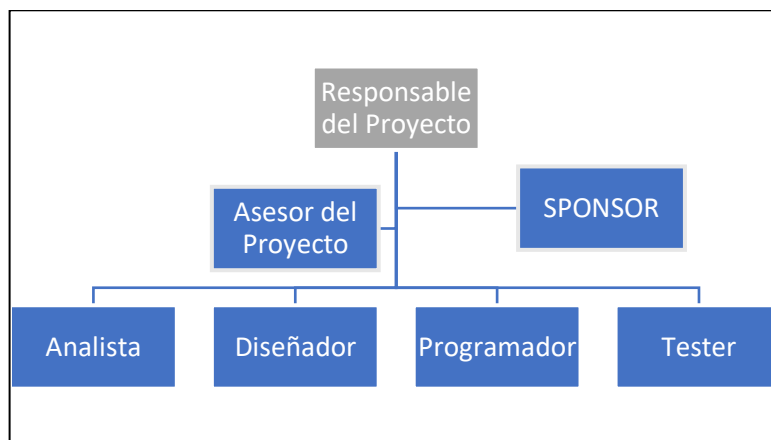 Responsable
del Proyecto
Asesor del
Proyecto
SPONSOR
Analista
Diseñador
Programador
Tester